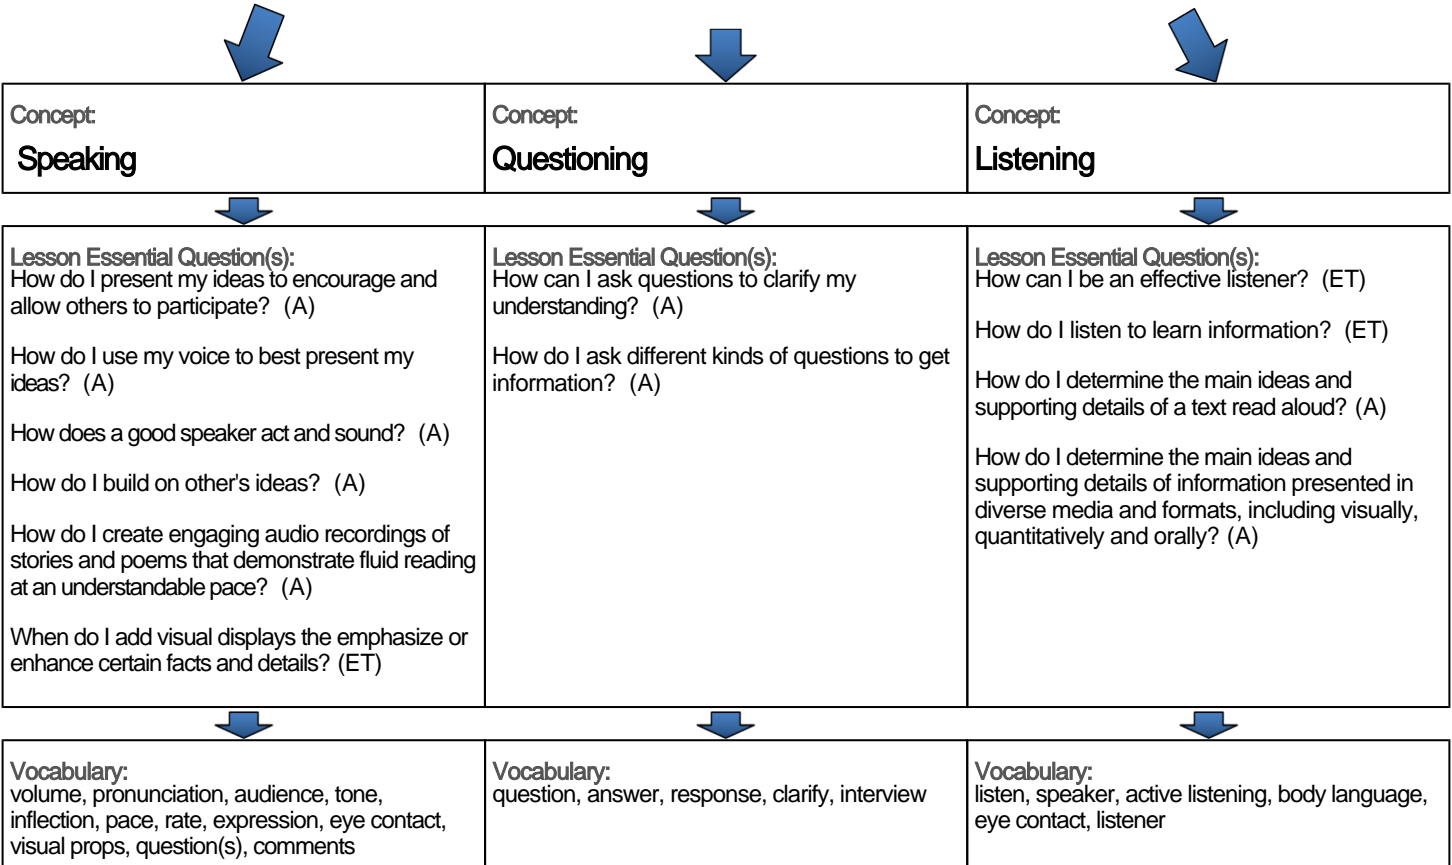 Concept:
Speaking
Concept:
Questioning
Concept:
Listening
Lesson Essential Question(s):
How do I present my ideas to encourage and
allow others to participate? (A)
How do I use my voice to best present my
ideas? (A)
How does a good speaker act and sound? (A)
How do I build on other's ideas? (A)
How do I create engaging audio recordings of
stories and poems that demonstrate fluid reading
at an understandable pace? (A)
When do I add visual displays the emphasize or
enhance certain facts and details? (ET)
Lesson Essential Question(s):
How can I ask questions to clarify my
understanding? (A)
How do I ask different kinds of questions to get
information? (A)
Lesson Essential Question(s):
How can I be an effective listener? (ET)
How do I listen to learn information? (ET)
How do I determine the main ideas and
supporting details of a text read aloud? (A)
How do I determine the main ideas and
supporting details of information presented in
diverse media and formats, including visually,
quantitatively and orally? (A)
Vocabulary:
volume, pronunciation, audience, tone,
inflection, pace, rate, expression, eye contact,
visual props, question(s), comments
Vocabulary:
question, answer, response, clarify, interview
Vocabulary:
listen, speaker, active listening, body language,
eye contact, listener